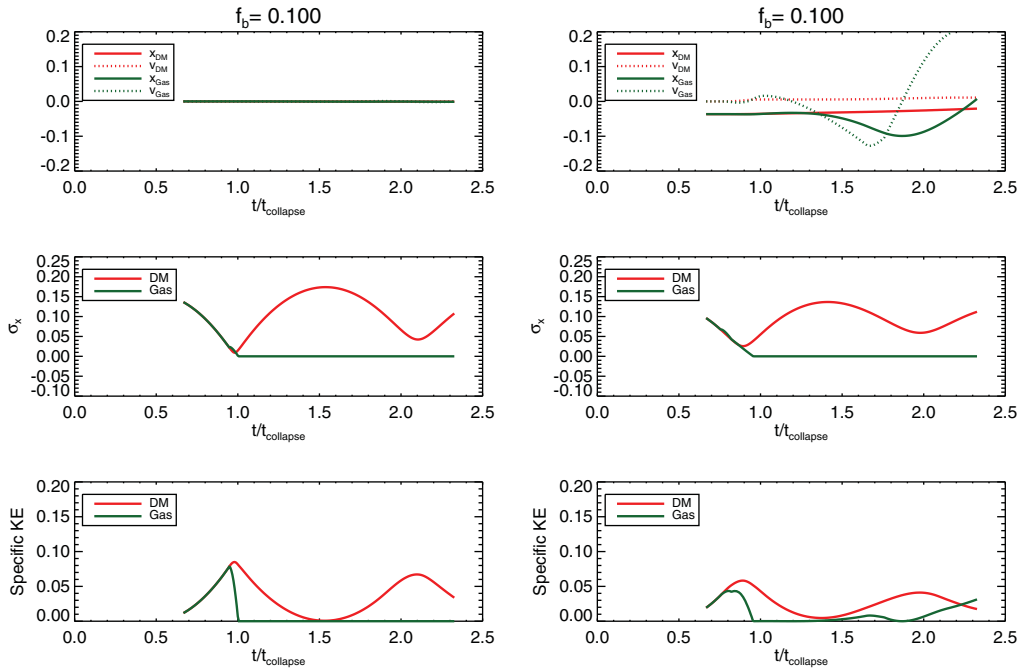 f_b= 0.100
x_DM
v_DM
x_Gas
v_Gas
0.2
0.1
0.0
-0.1
-0.2
0.0 0.5 1.0 1.5 2.0 2.5
t/t_collapse
f_b= 0.100
x_DM
v_DM
x_Gas
v_Gas
0.2
0.1
0.0
-0.1
-0.2
0.0 0.5 1.0 1.5 2.0 2.5
t/t_collapse
DM
Gas
σ_x
0.25
0.20
0.15
0.10
0.05
0.00
-0.05
-0.10
0.0 0.5 1.0 1.5 2.0 2.5
t/t_collapse
DM
Gas
σ_x
0.25
0.20
0.15
0.10
0.05
0.00
-0.05
-0.10
0.0 0.5 1.0 1.5 2.0 2.5
t/t_collapse
DM
Gas
Specific KE
0.20
0.15
0.10
0.05
0.00
0.0 0.5 1.0 1.5 2.0 2.5
t/t_collapse
DM
Gas
Specific KE
0.20
0.15
0.10
0.05
0.00
0.0 0.5 1.0 1.5 2.0 2.5
t/t_collapse